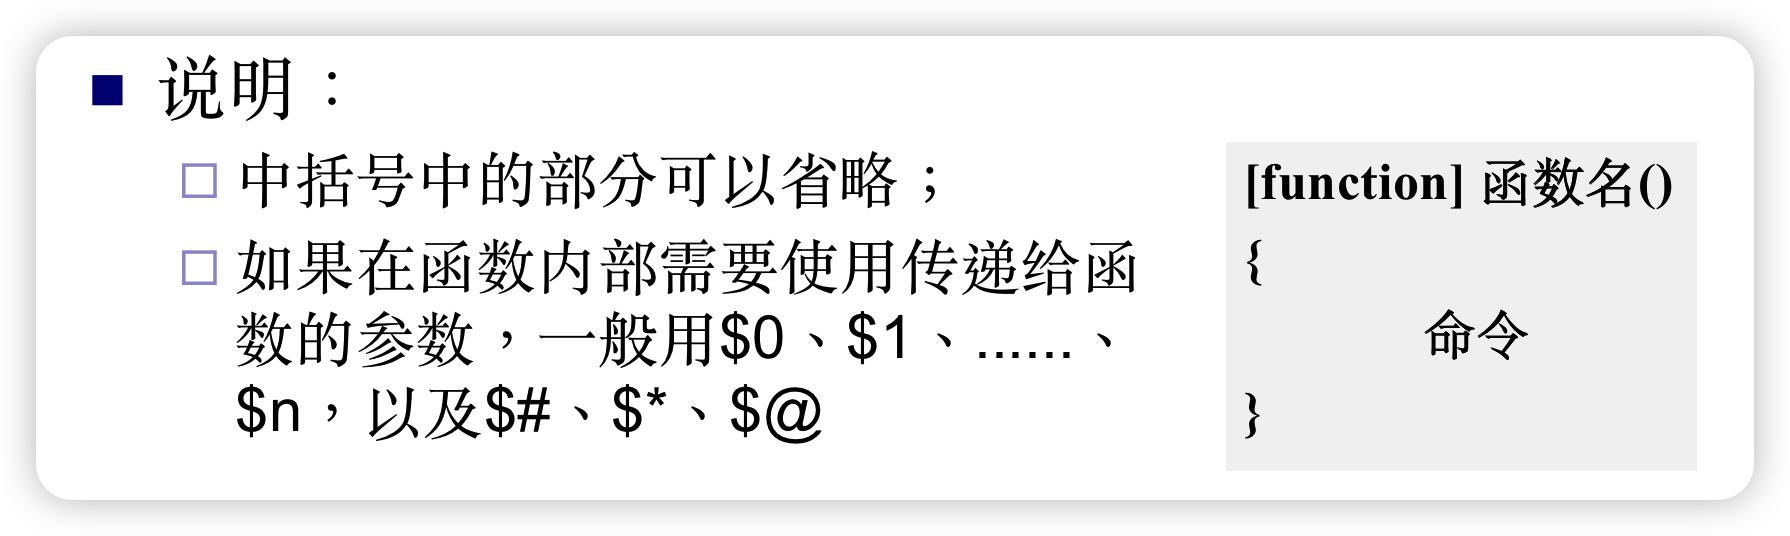 说明：
中括号中的部分可以省略；
如果在函数内部需要使用传递给函
数的参数，一般用$0、$1、......、
$n，以及$#、$*、$@
[function] 函数名()
{
命令
}